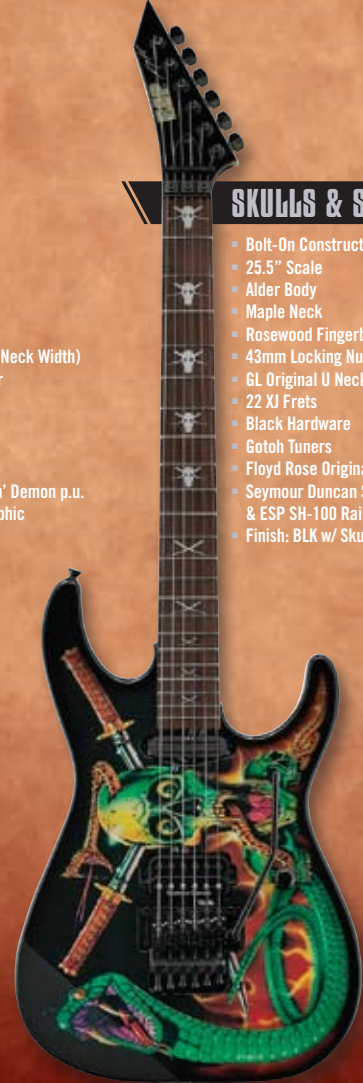 SKULLS & S
Bolt-On Construct
25.5” Scale
Alder Body
Maple Neck
Rosewood Fingerb
43mm Locking Nu
GL Original U Neck
22 XJ Frets
Black Hardware
Gotoh Tuners
Floyd Rose Origina
Seymour Duncan S
& ESP SH-100 Rai
Finish: BLK w/ Sku
Neck Width)
r
n’ Demon p.u.
phic